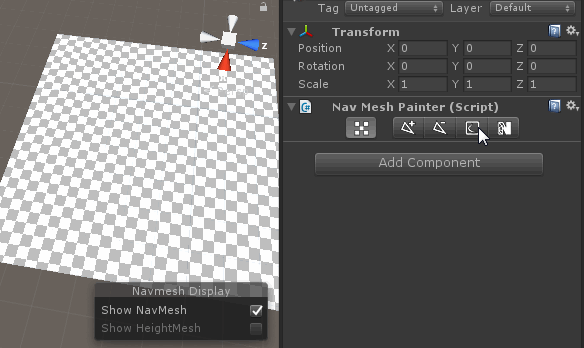 z
Navmesh Display
Show NavMesh
Show HeightMesh
Tag Untagged Layer Default
Transform
Position X 0 Y 0 Z 0
Rotation X 0 Y 0 Z 0
Scale X 1 Y 1 Z 1
C#
Nav Mesh Painter (Script)
Add Component